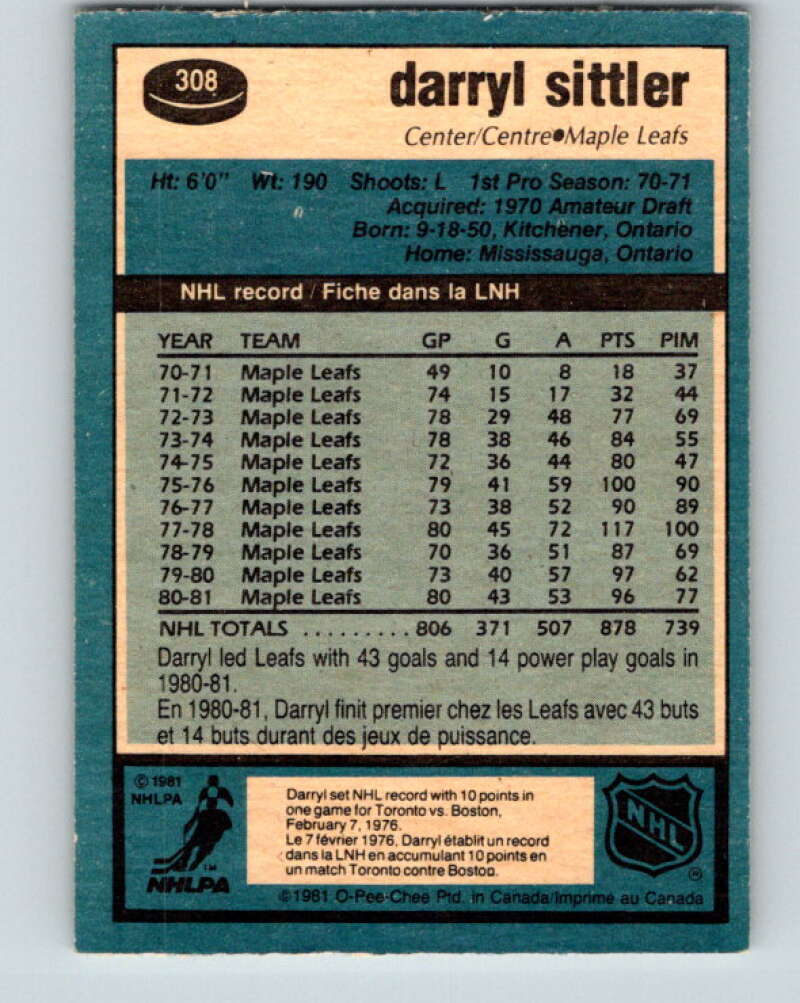 308
darryl sittler
Center/Centre●Maple Leafs
Ht: 6'0" Wt: 190 Shoots: L 1st Pro Season: 70-71
Acquired: 1970 Amateur Draft
Born: 9-18-50, Kitchener, Ontario
Home: Mississauga, Ontario
NHL record / Fiche dans la LNH
YEAR TEAM GP G A PTS PIM
70-71 Maple Leafs 49 10 8 18 37
71-72 Maple Leafs 74 15 17 32 44
72-73 Maple Leafs 78 29 48 77 69
73-74 Maple Leafs 78 38 46 84 55
74-75 Maple Leafs 72 36 44 80 47
75-76 Maple Leafs 79 41 59 100 90
76-77 Maple Leafs 73 38 52 90 89
77-78 Maple Leafs 80 45 72 117 100
78-79 Maple Leafs 70 36 51 87 69
79-80 Maple Leafs 73 40 57 97 62
80-81 Maple Leafs 80 43 53 96 77
NHL TOTALS ......... 806 371 507 878 739
Darryl led Leafs with 43 goals and 14 power play goals in
1980-81.
En 1980-81, Darryl finit premier chez les Leafs avec 43 buts
et 14 buts durant des jeux de puissance.
© 1981
NHLPA
TM
NHLPA
Darryl set NHL record with 10 points in
one game for Toronto vs. Boston,
February 7, 1976.
Le 7 février 1976, Darryl établit un record
dans la LNH en accumulant 10 points en
un match Toronto contre Boston.
NHL
®
©1981 O-Pee-Chee Ptd. in Canada/Imprimé au Canada